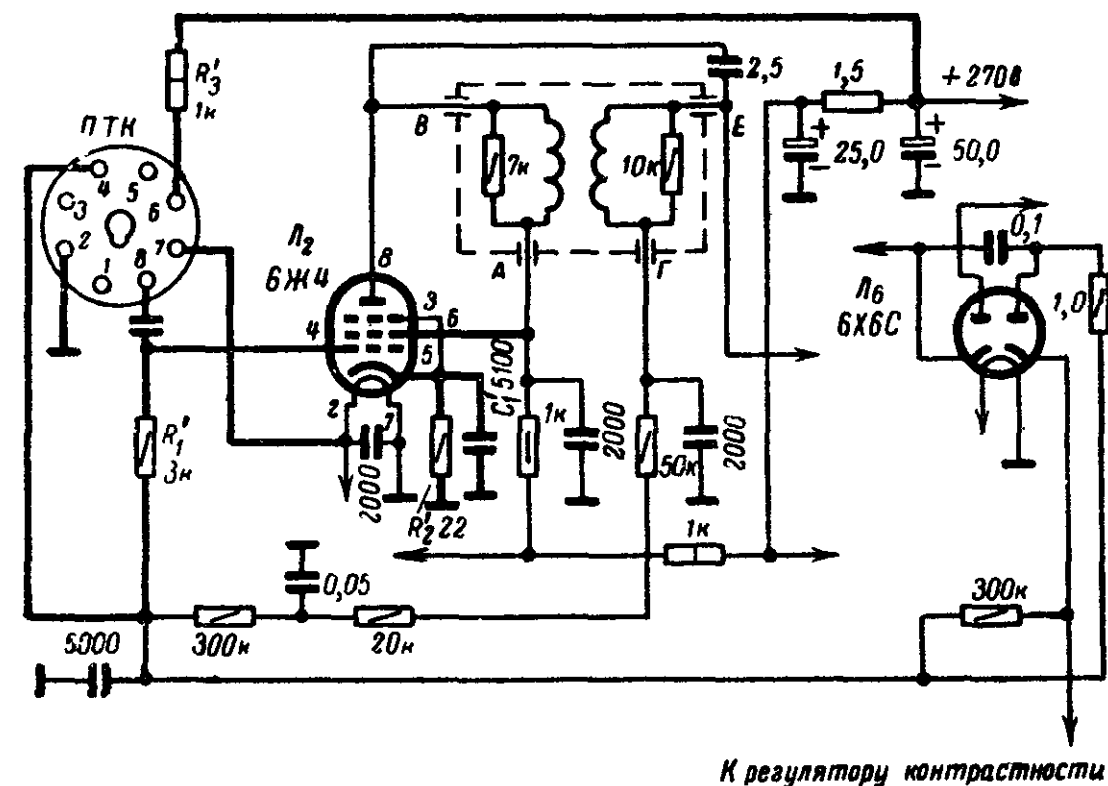 R'3
1к
ПТК
4
5
3
6
2
7
1
8
2,5
1,5
+270в
В
Е
7к
10к
25,0
50,0
+
-
+
-
А
Г
Л2
6Ж4
8
3
4
6
5
2
7
0,1
Л6
6Х6С
1,0
R'1
3к
C'1 5100
1к
2000
50к
2000
2000
R'2 22
1к
0,05
300к
20к
5000
300к
К регулятору контрастности